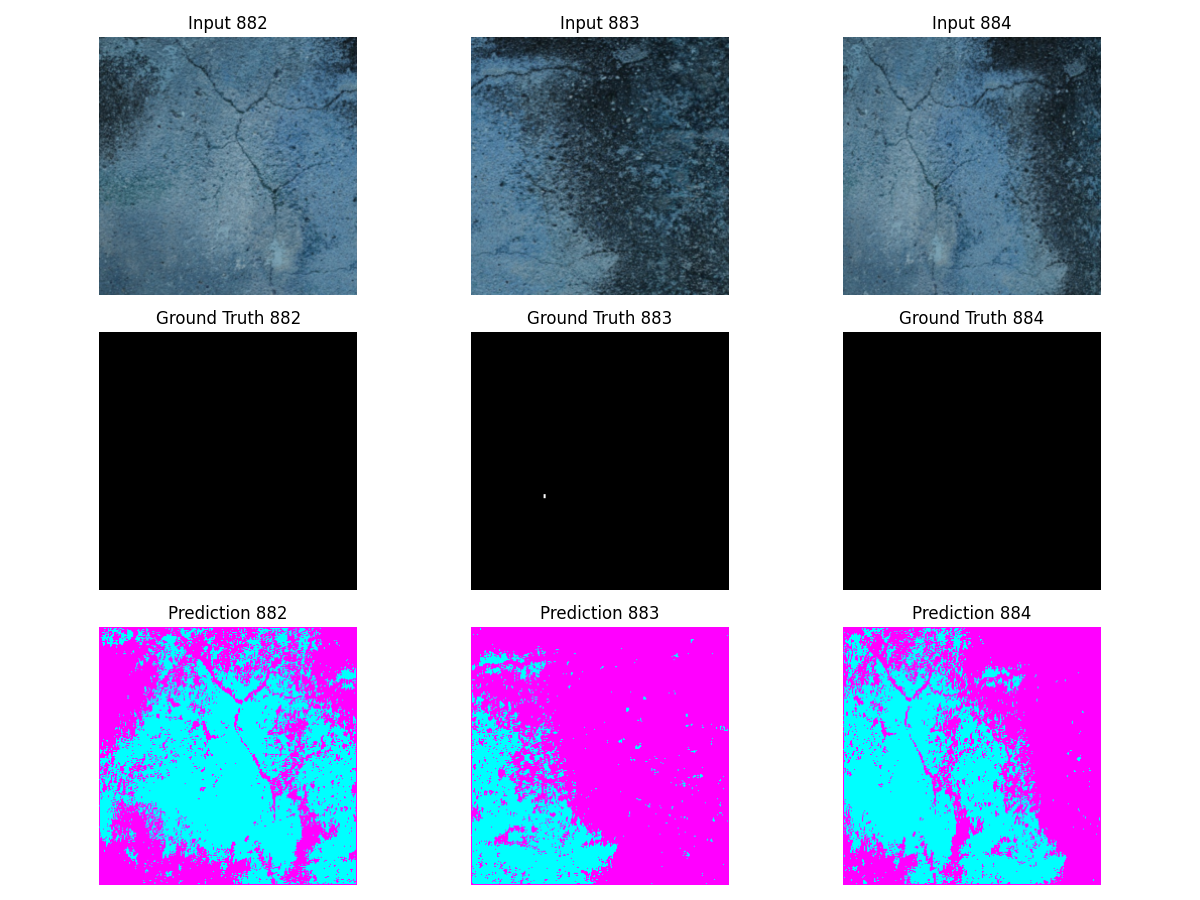 Input 882
Input 883
Input 884
Ground Truth 882
Ground Truth 883
Ground Truth 884
Prediction 882
Prediction 883
Prediction 884